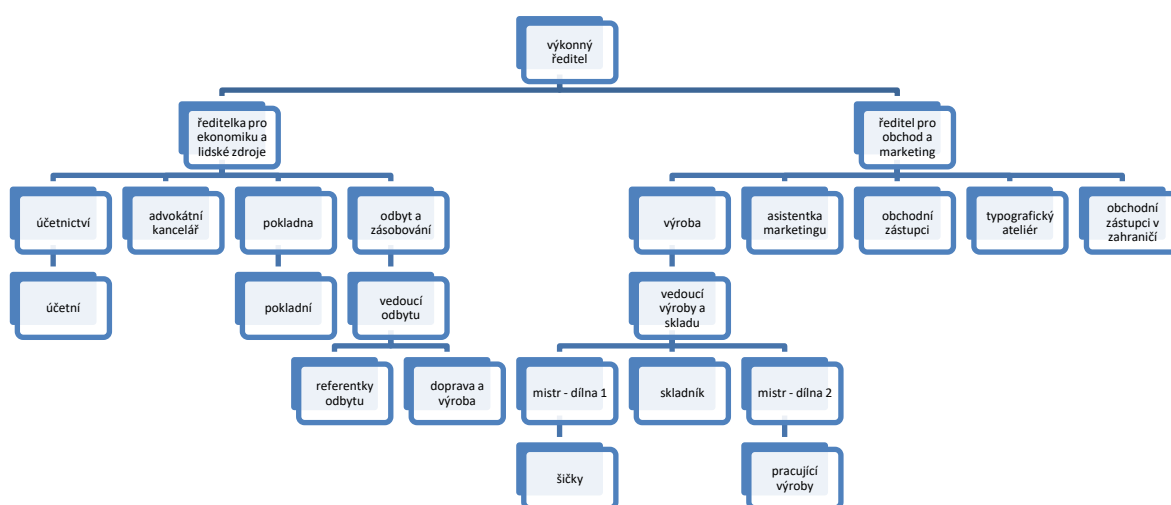 výkonný
ředitel
ředitelka pro
ekonomiku a
lidské zdroje
ředitel pro
obchod a
marketing
účetnictví
advokátní
kancelář
pokladna
odbyt a
zásobování
výroba
asistentka
marketingu
obchodní
zástupci
typografický
ateliér
obchodní
zástupci v
zahraničí
účetní
pokladní
vedoucí
odbytu
vedoucí
výroby a
skladu
referentky
odbytu
doprava a
výroba
mistr - dílna 1
skladník
mistr - dílna 2
šičky
pracující
výroby